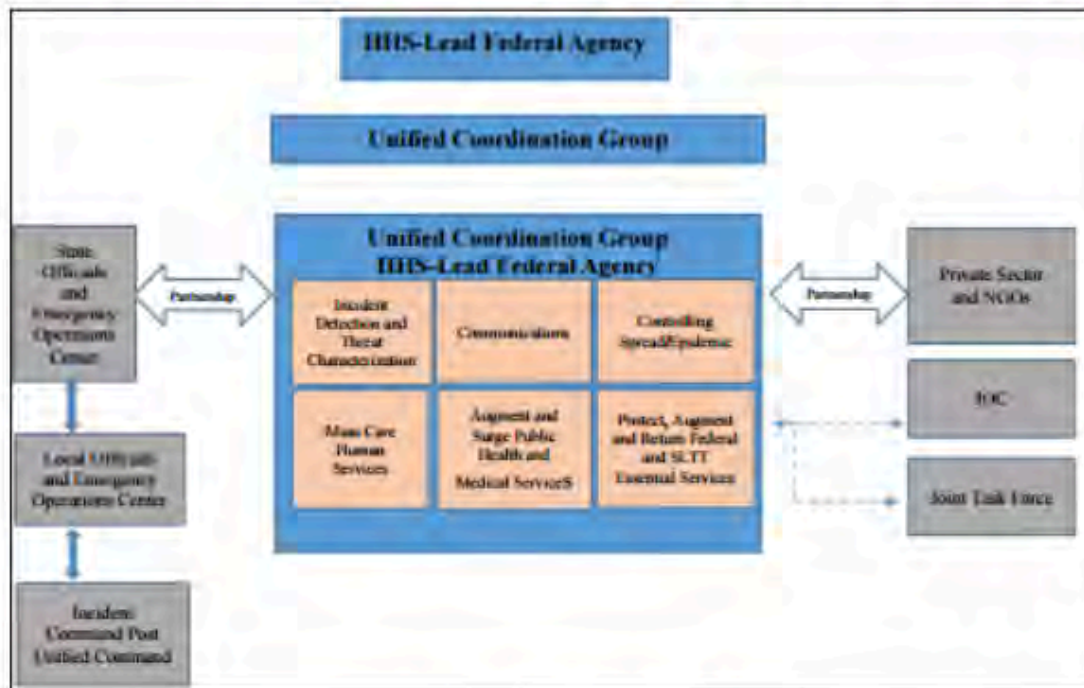 HHS-Lead Federal Agency
Unified Coordination Group
Unified Coordination Group
HHS-Lead Federal Agency
State
Officials
and
Emergency
Operations
Center
Partnership
Incident
Detection and
Threat
Characterization
Communications
Controlling
Spread/Epidemic
Partnership
Private Sector
and NGOs
Mass Care
Human
Services
Augment and
Surge Public
Health and
Medical ServiceS
Protect, Augment
and Return Federal
and SLTT
Essential Services
Local Officials
and Emergency
Operations Center
Joint Task Force
Incident
Command Post
Unified Command